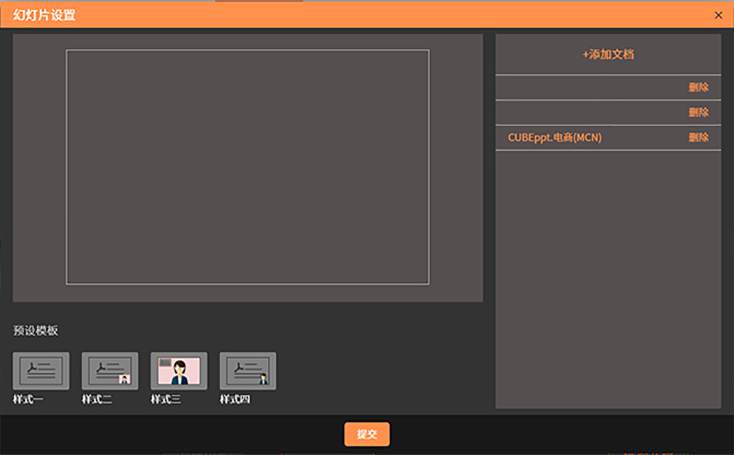 幻灯片设置
+添加文档
删除
删除
CUBEppt.电商(MCN) 删除
预设模板
样式一 样式二 样式三 样式四
提交